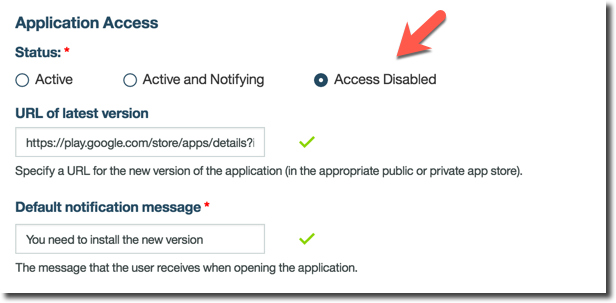 Application Access
Status: *
Active Active and Notifying Access Disabled
URL of latest version
https://play.google.com/store/apps/details?i
Specify a URL for the new version of the application (in the appropriate public or private app store).
Default notification message *
You need to install the new version
The message that the user receives when opening the application.